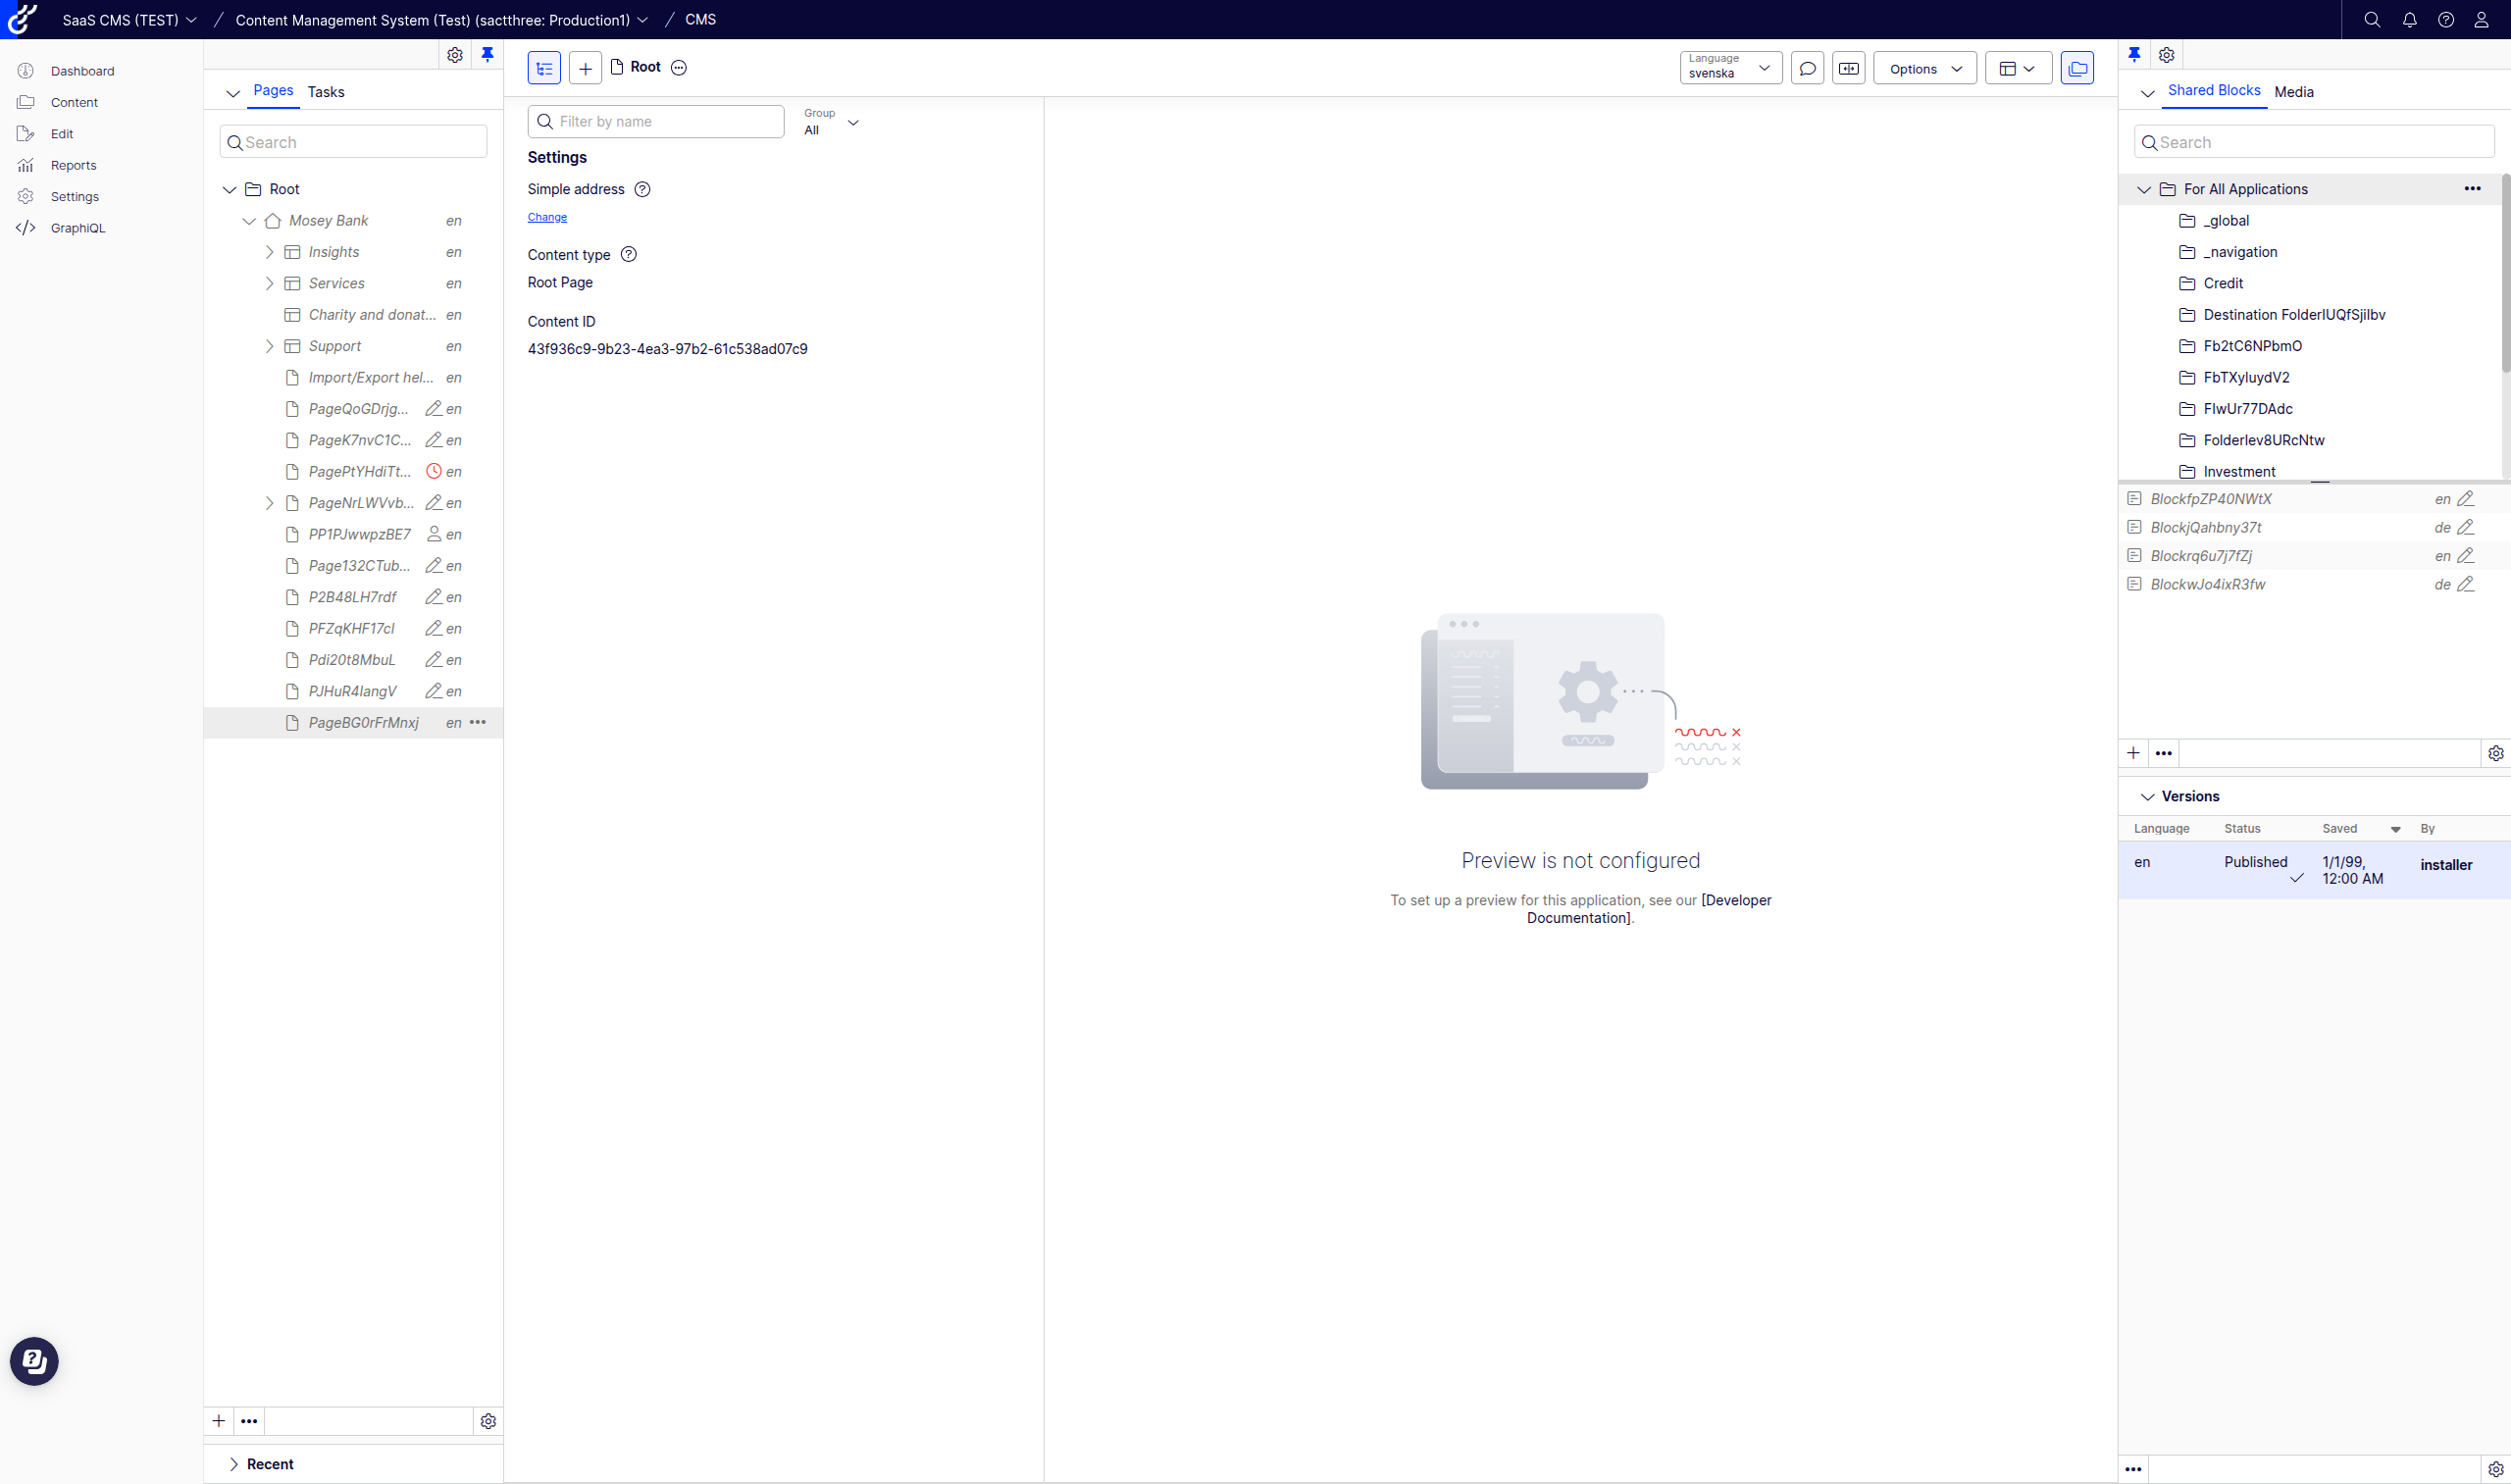 SaaS CMS (TEST) / Content Management System (Test) (sactthree: Production1) / CMS
Dashboard
Content
Edit
Reports
Settings
GraphiQL
Pages Tasks
Search
Root
Mosey Bank en
Insights en
Services en
Charity and donat... en
Support en
Import/Export hel... en
PageQoGDrjg... en
PageK7nvC1C... en
PagePtYHdiTt... en
PageNrLWVvb... en
PP1PJwwpzBE7 en
Page132CTub... en
P2B48LH7rdf en
PFZqKHF17cI en
Pdi20t8MbuL en
PJHuR4IangV en
PageBG0rFrMnxj en
Recent
Root
Language
svenska
Options
Filter by name
Group
All
Settings
Simple address
Change
Content type
Root Page
Content ID
43f936c9-9b23-4ea3-97b2-61c538ad07c9
Preview is not configured
To set up a preview for this application, see our [Developer
Documentation].
Shared Blocks Media
Search
For All Applications
_global
_navigation
Credit
Destination FolderIUQfSjilbv
Fb2tC6NPbmO
FbTXyluydV2
FlwUr77DAdc
Folderlev8URcNtw
Investment
BlockfpZP40NWtX en
BlockjQahbny37t de
Blockrq6u7j7fZj en
BlockwJo4ixR3fw de
Versions
Language Status Saved By
en Published 1/1/99, 12:00 AM installer